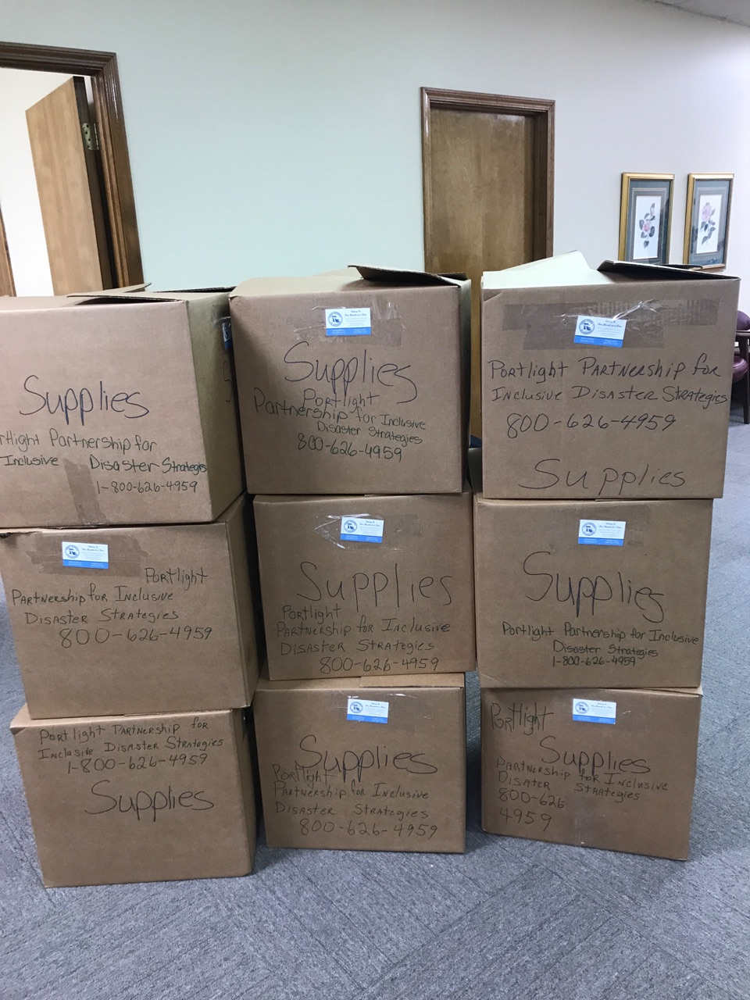 Supplies
rtlight Partnership for
Inclusive Disaster Strategies
1-800-626-4959
Supplies
Portlight
Partnership for Inclusive
Disaster Strategies
800-626-4959
Portlight Partnership for
Inclusive Disaster Strategies
800-626-4959
Supplies
Portlight
Partnership for Inclusive
Disaster Strategies
800-626-4959
Supplies
Portlight
Partnership for Inclusive
Disaster Strategies
800-626-4959
Supplies
Portlight Partnership for Inclusive
Disaster Strategies
1-800-626-4959
Portlight Partnership for
Inclusive Disaster Strategies
1-800-626-4959
Supplies
Supplies
Portlight
Partnership for Inclusive
Disaster Strategies
800-626-4959
Portlight
Supplies
Partnership for Inclusive
Disater Strategies
800-626
4959